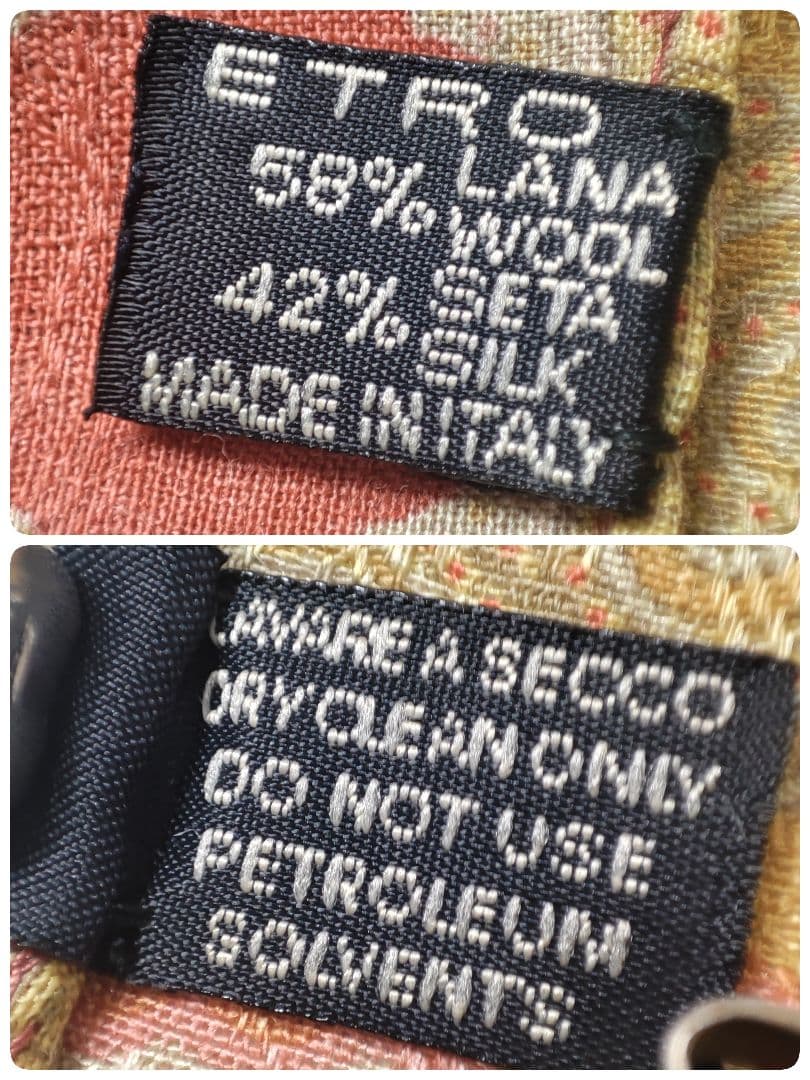 ETRO
58% LANA
WOOL
42% SETA
SILK
MADE IN ITALY
LAVARE A SECCO
DRY CLEAN ONLY
DO NOT USE
PETROLEUM
SOLVENTS